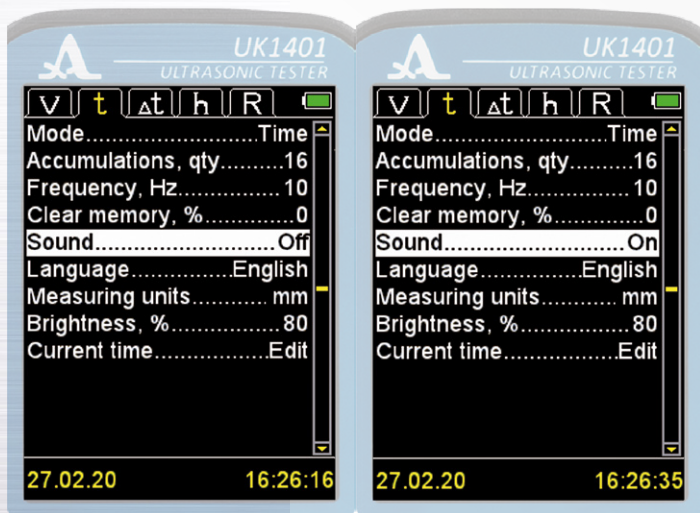 UK1401
ULTRASONIC TESTER
V t Δt h R
Mode........................Time
Accumulations, qty..........16
Frequency, Hz................10
Clear memory, %.............0
Sound..........................Off
Language...............English
Measuring units............ mm
Brightness, %................80
Current time.................Edit
27.02.20 16:26:16
UK1401
ULTRASONIC TESTER
V t Δt h R
Mode........................Time
Accumulations, qty..........16
Frequency, Hz................10
Clear memory, %.............0
Sound..........................On
Language...............English
Measuring units............ mm
Brightness, %................80
Current time.................Edit
27.02.20 16:26:35